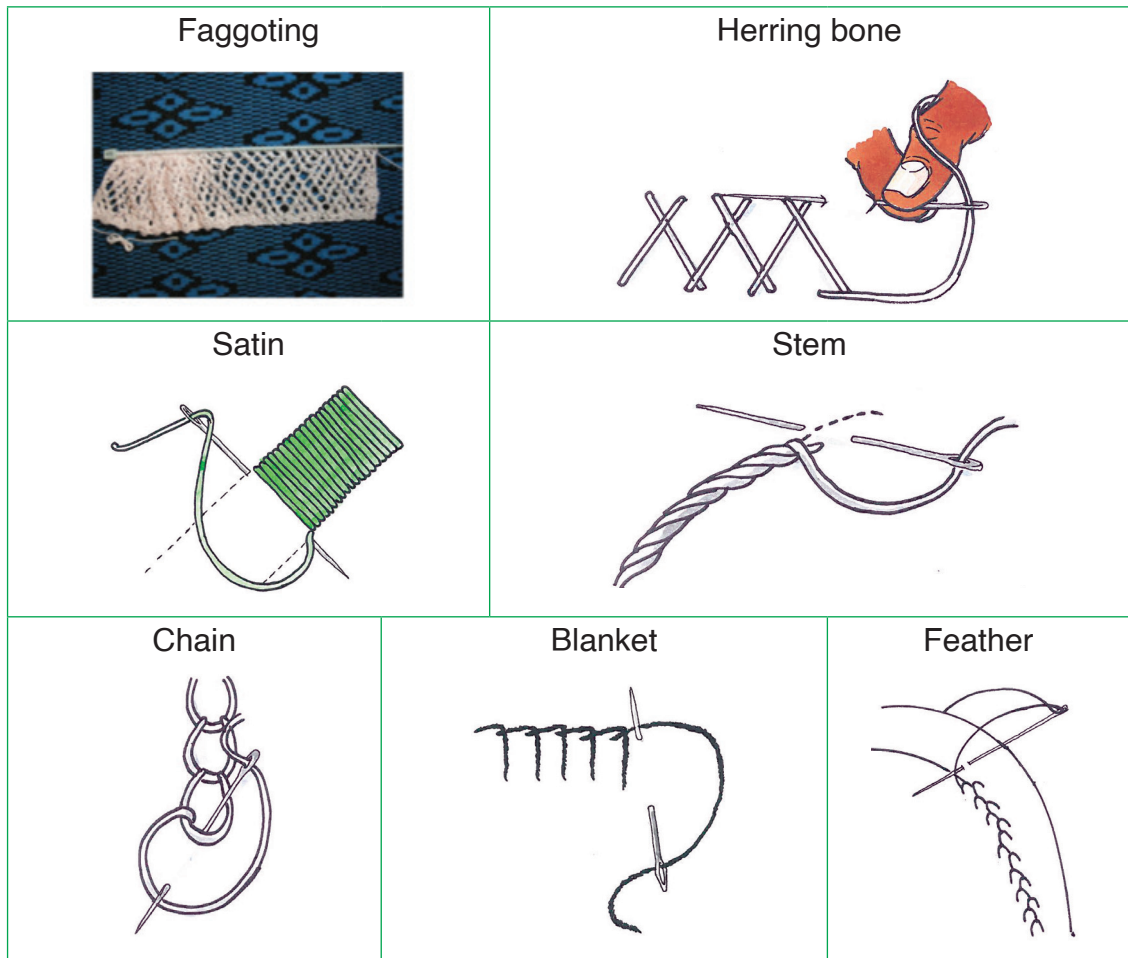 Faggoting
Herring bone
Satin
Stem
Chain
Blanket
Feather